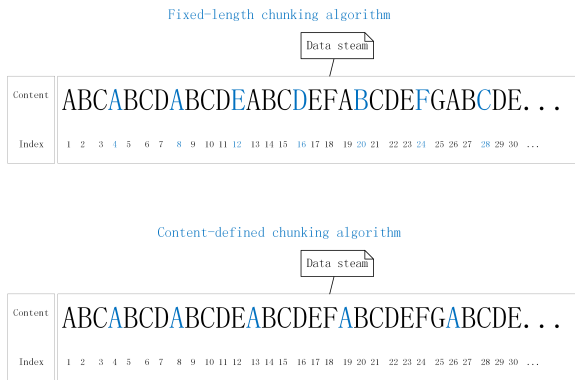 Fixed-length chunking algorithm
Data steam
Content
ABCABCDABCDEABCDEFABCDEFGABCDE...
Index
1 2 3 4 5 6 7 8 9 10 11 12 13 14 15 16 17 18 19 20 21 22 23 24 25 26 27 28 29 30 ...
Content-defined chunking algorithm
Data steam
Content
ABCABCDABCDEABCDEFABCDEFGABCDE...
Index
1 2 3 4 5 6 7 8 9 10 11 12 13 14 15 16 17 18 19 20 21 22 23 24 25 26 27 28 29 30 ...